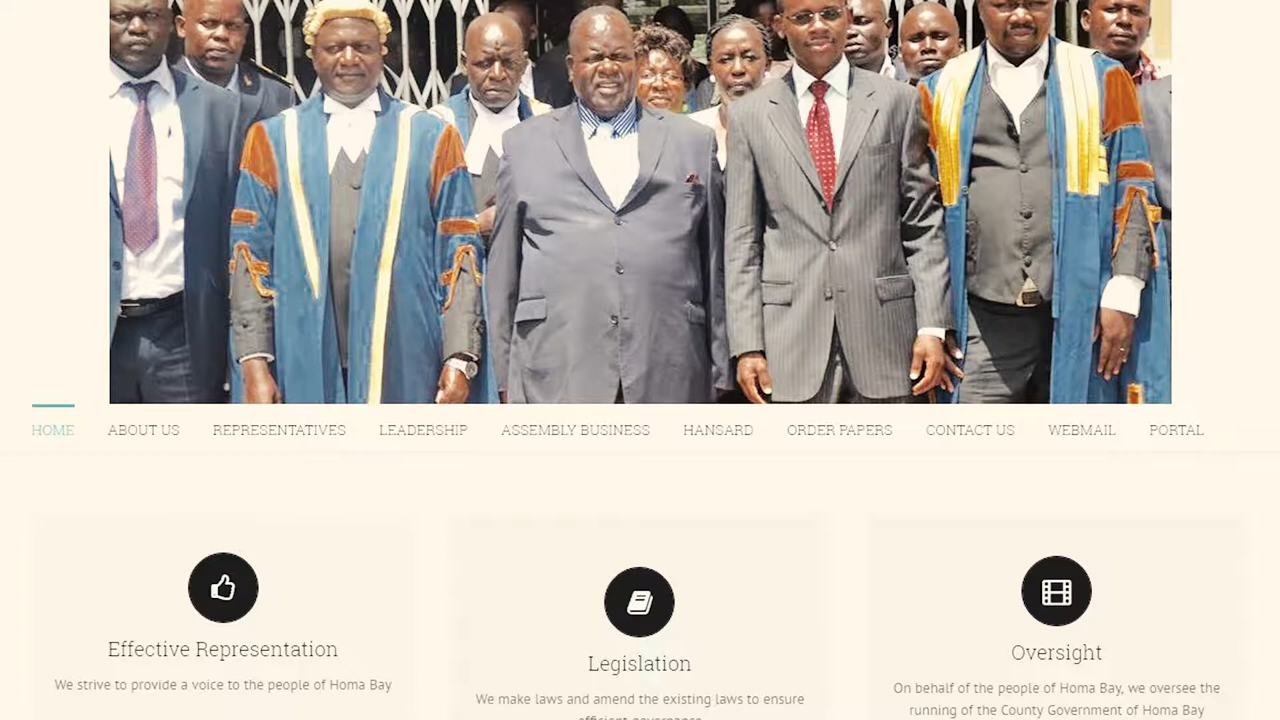 HOME ABOUT US REPRESENTATIVES LEADERSHIP ASSEMBLY BUSINESS HANSARD ORDER PAPERS CONTACT US WEBMAIL PORTAL
Effective Representation
We strive to provide a voice to the people of Homa Bay
Legislation
We make laws and amend the existing laws to ensure
efficient governance
Oversight
On behalf of the people of Homa Bay, we oversee the
running of the County Government of Homa Bay